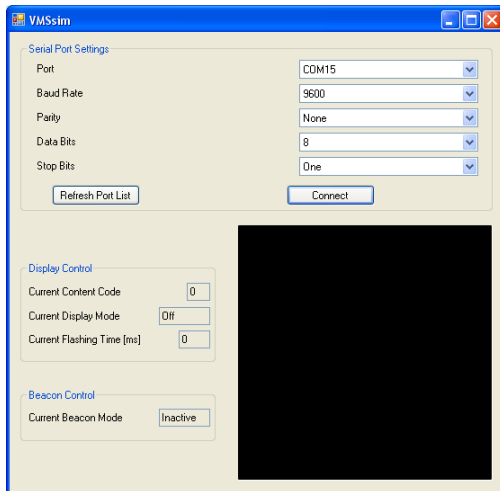 VMSsim
Serial Port Settings
Port COM15
Baud Rate 9600
Parity None
Data Bits 8
Stop Bits One
Refresh Port List Connect
Display Control
Current Content Code 0
Current Display Mode Off
Current Flashing Time [ms] 0
Beacon Control
Current Beacon Mode Inactive